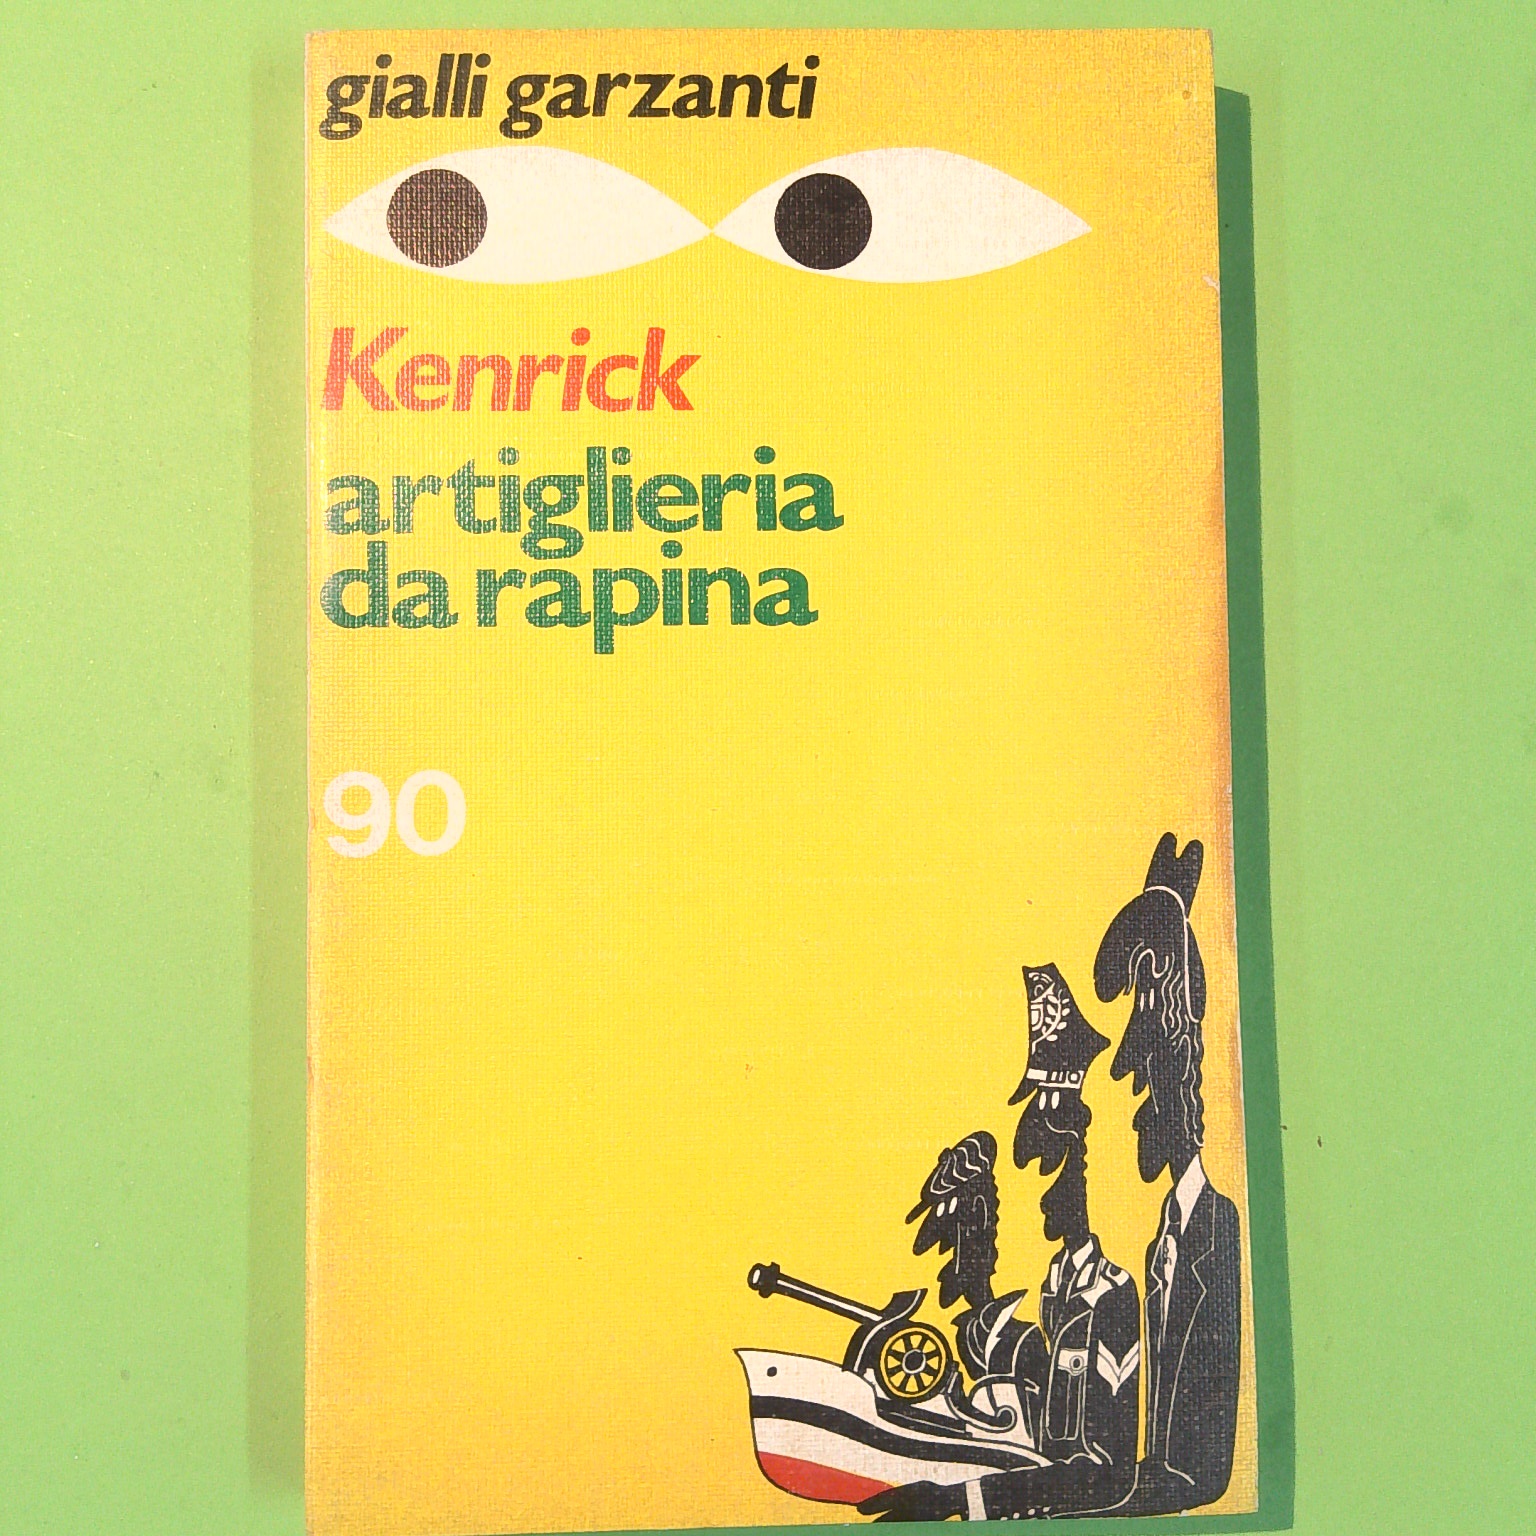 gialli garzanti
Kenrick
artiglieria
da rapina
90